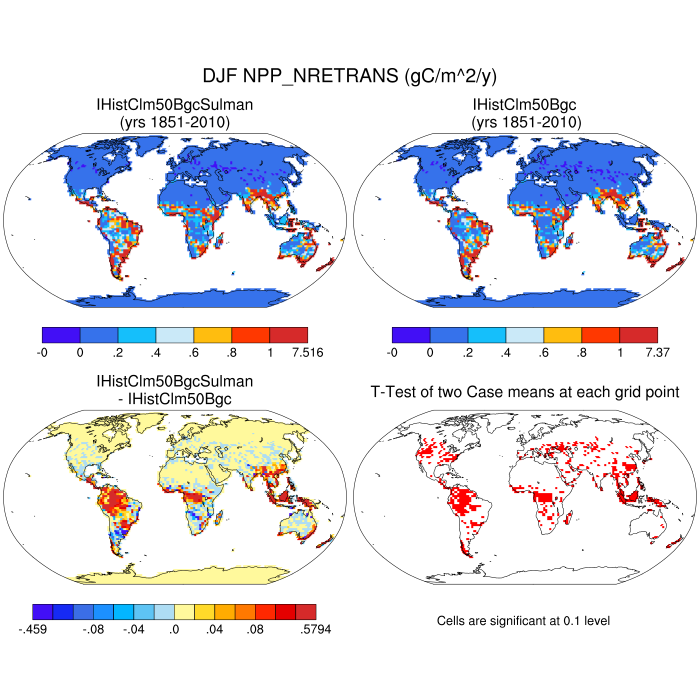 DJF NPP_NRETRANS (gC/m^2/y)
IHistClm50BgcSulman
(yrs 1851-2010)
IHistClm50Bgc
(yrs 1851-2010)
-0 0 .2 .4 .6 .8 1 7.516
-0 0 .2 .4 .6 .8 1 7.37
IHistClm50BgcSulman
- IHistClm50Bgc
T-Test of two Case means at each grid point
-.459 -.08 -.04 .0 .04 .08 .5794
Cells are significant at 0.1 level